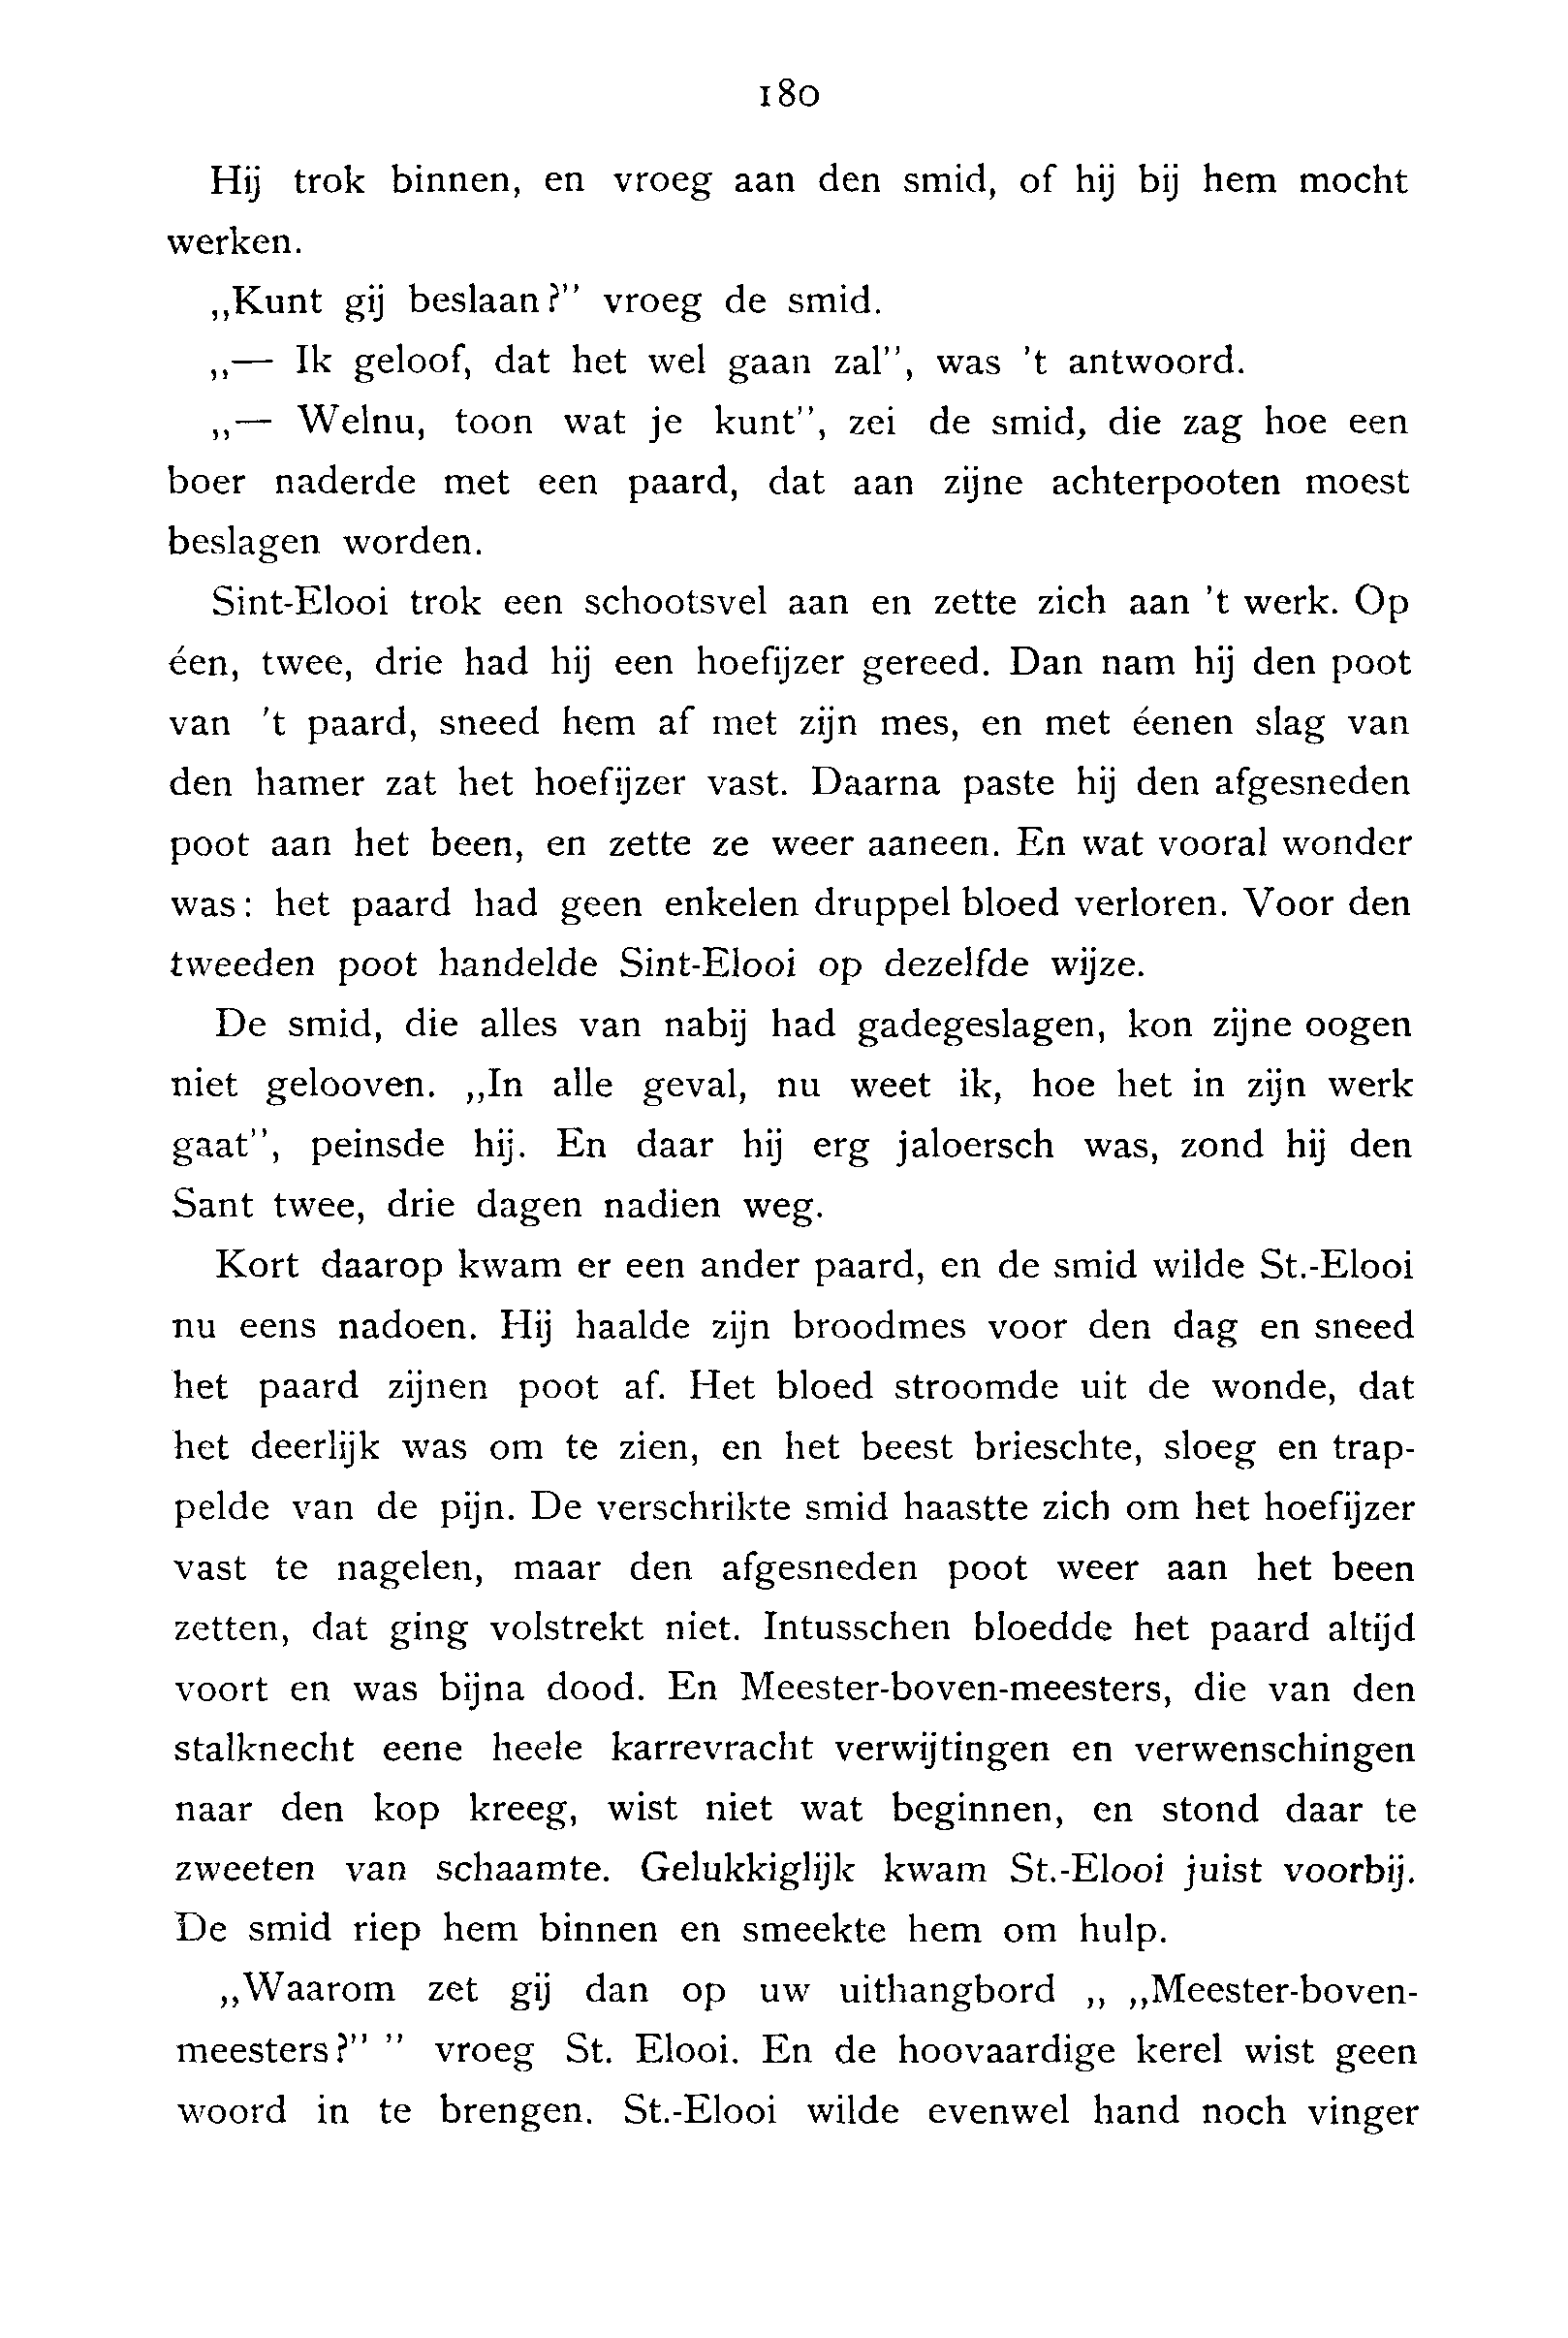 180
Hij trok binnen, en vroeg aan den smid, of hij bij hem mocht
werken.
„Kunt gij beslaan?” vroeg de smid.
„— Ik geloof, dat het wel gaan zal”, was 't antwoord.
„— Welnu, toon wat je kunt”, zei de smid, die zag hoe een
boer naderde met een paard, dat aan zijne achterpooten moest
beslagen worden.
Sint-Elooi trok een schootsvel aan en zette zich aan 't werk. Op
éen, twee, drie had hij een hoefijzer gereed. Dan nam hij den poot
van 't paard, sneed hem af met zijn mes, en met éenen slag van
den hamer zat het hoefijzer vast. Daarna paste hij den afgesneden
poot aan het been, en zette ze weer aaneen. En wat vooral wonder
was: het paard had geen enkelen druppel bloed verloren. Voor den
tweeden poot handelde Sint-Elooi op dezelfde wijze.
De smid, die alles van nabij had gadegeslagen, kon zijne oogen
niet gelooven. „In alle geval, nu weet ik, hoe het in zijn werk
gaat”, peinsde hij. En daar hij erg jaloersch was, zond hij den
Sant twee, drie dagen nadien weg.
Kort daarop kwam er een ander paard, en de smid wilde St.-Elooi
nu eens nadoen. Hij haalde zijn broodmes voor den dag en sneed
het paard zijnen poot af. Het bloed stroomde uit de wonde, dat
het deerlijk was om te zien, en het beest brieschte, sloeg en trap-
pelde van de pijn. De verschrikte smid haastte zich om het hoefijzer
vast te nagelen, maar den afgesneden poot weer aan het been
zetten, dat ging volstrekt niet. Intusschen bloedde het paard altijd
voort en was bijna dood. En Meester-boven-meesters, die van den
stalknecht eene heele karrevracht verwijtingen en verwenschingen
naar den kop kreeg, wist niet wat beginnen, en stond daar te
zweeten van schaamte. Gelukkiglijk kwam St.-Elooi juist voorbij.
De smid riep hem binnen en smeekte hem om hulp.
„Waarom zet gij dan op uw uithangbord „ „Meester-boven-
meesters?” ” vroeg St. Elooi. En de hoovaardige kerel wist geen
woord in te brengen. St.-Elooi wilde evenwel hand noch vinger